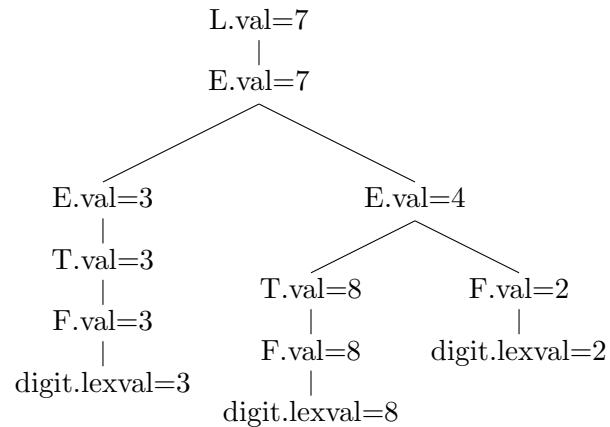 L.val=7
E.val=7
E.val=3
E.val=4
T.val=3
T.val=8
F.val=2
F.val=3
F.val=8
digit.lexval=2
digit.lexval=3
digit.lexval=8